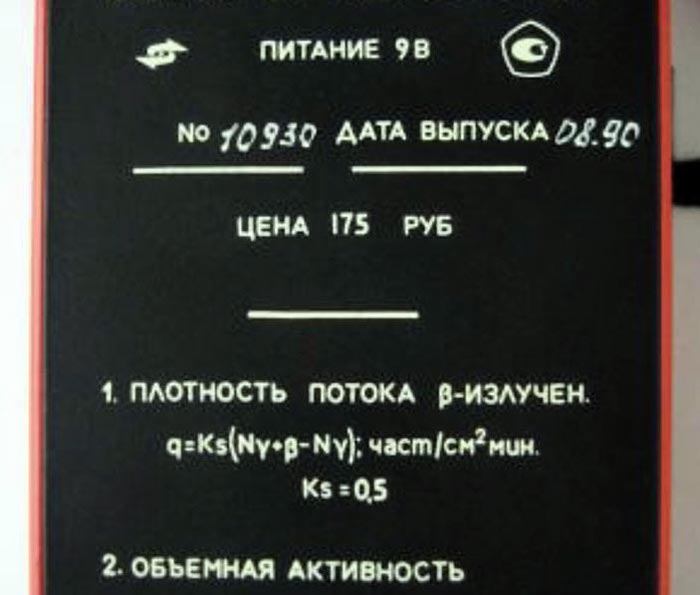 ПИТАНИЕ 9В
No 10930 ДАТА ВЫПУСКА 08.90
ЦЕНА 175 РУБ
1. ПЛОТНОСТЬ ПОТОКА β-ИЗЛУЧЕН.
q=Ks(Nγ+β-Nγ); част/см²мин.
Ks=0,5
2. ОБЪЕМНАЯ АКТИВНОСТЬ